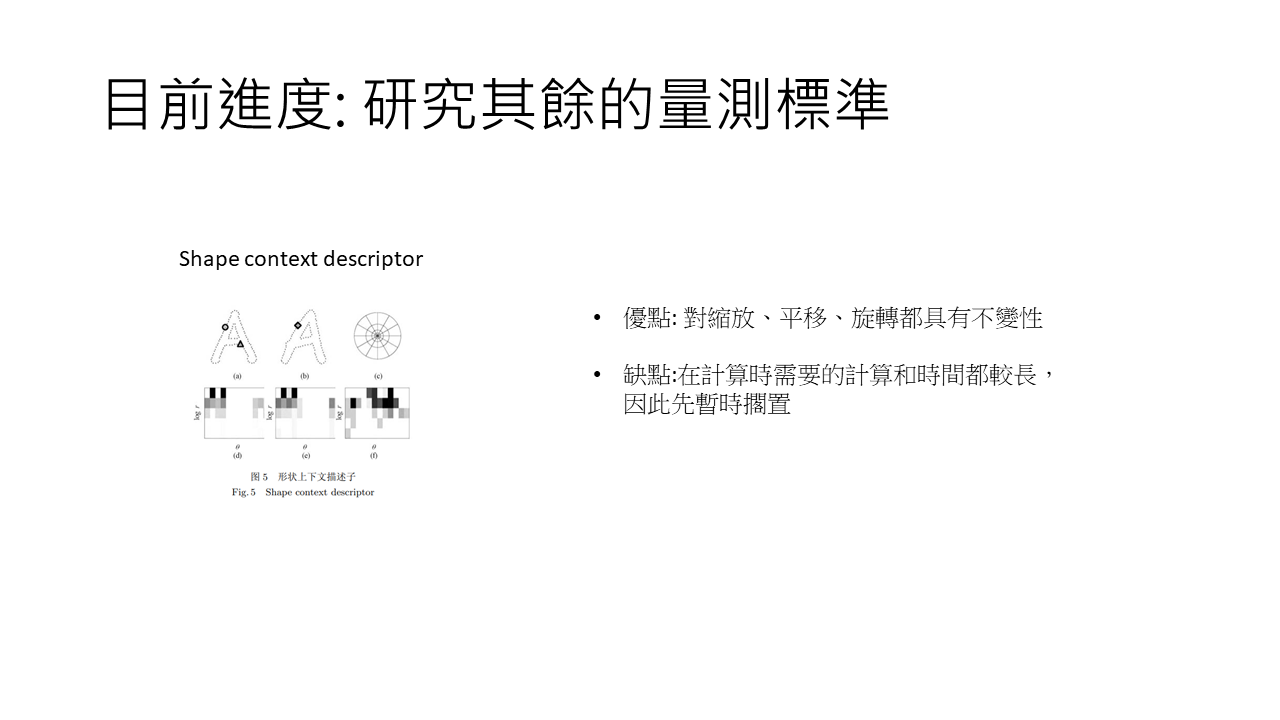 目前進度: 研究其餘的量測標準
Shape context descriptor
(a) (b) (c)
log r log r log r
θ θ θ
(d) (e) (f)
图 5 形状上下文描述子
Fig. 5 Shape context descriptor
• 優點: 對縮放、平移、旋轉都具有不變性
• 缺點:在計算時需要的計算和時間都較長，
因此先暫時擱置